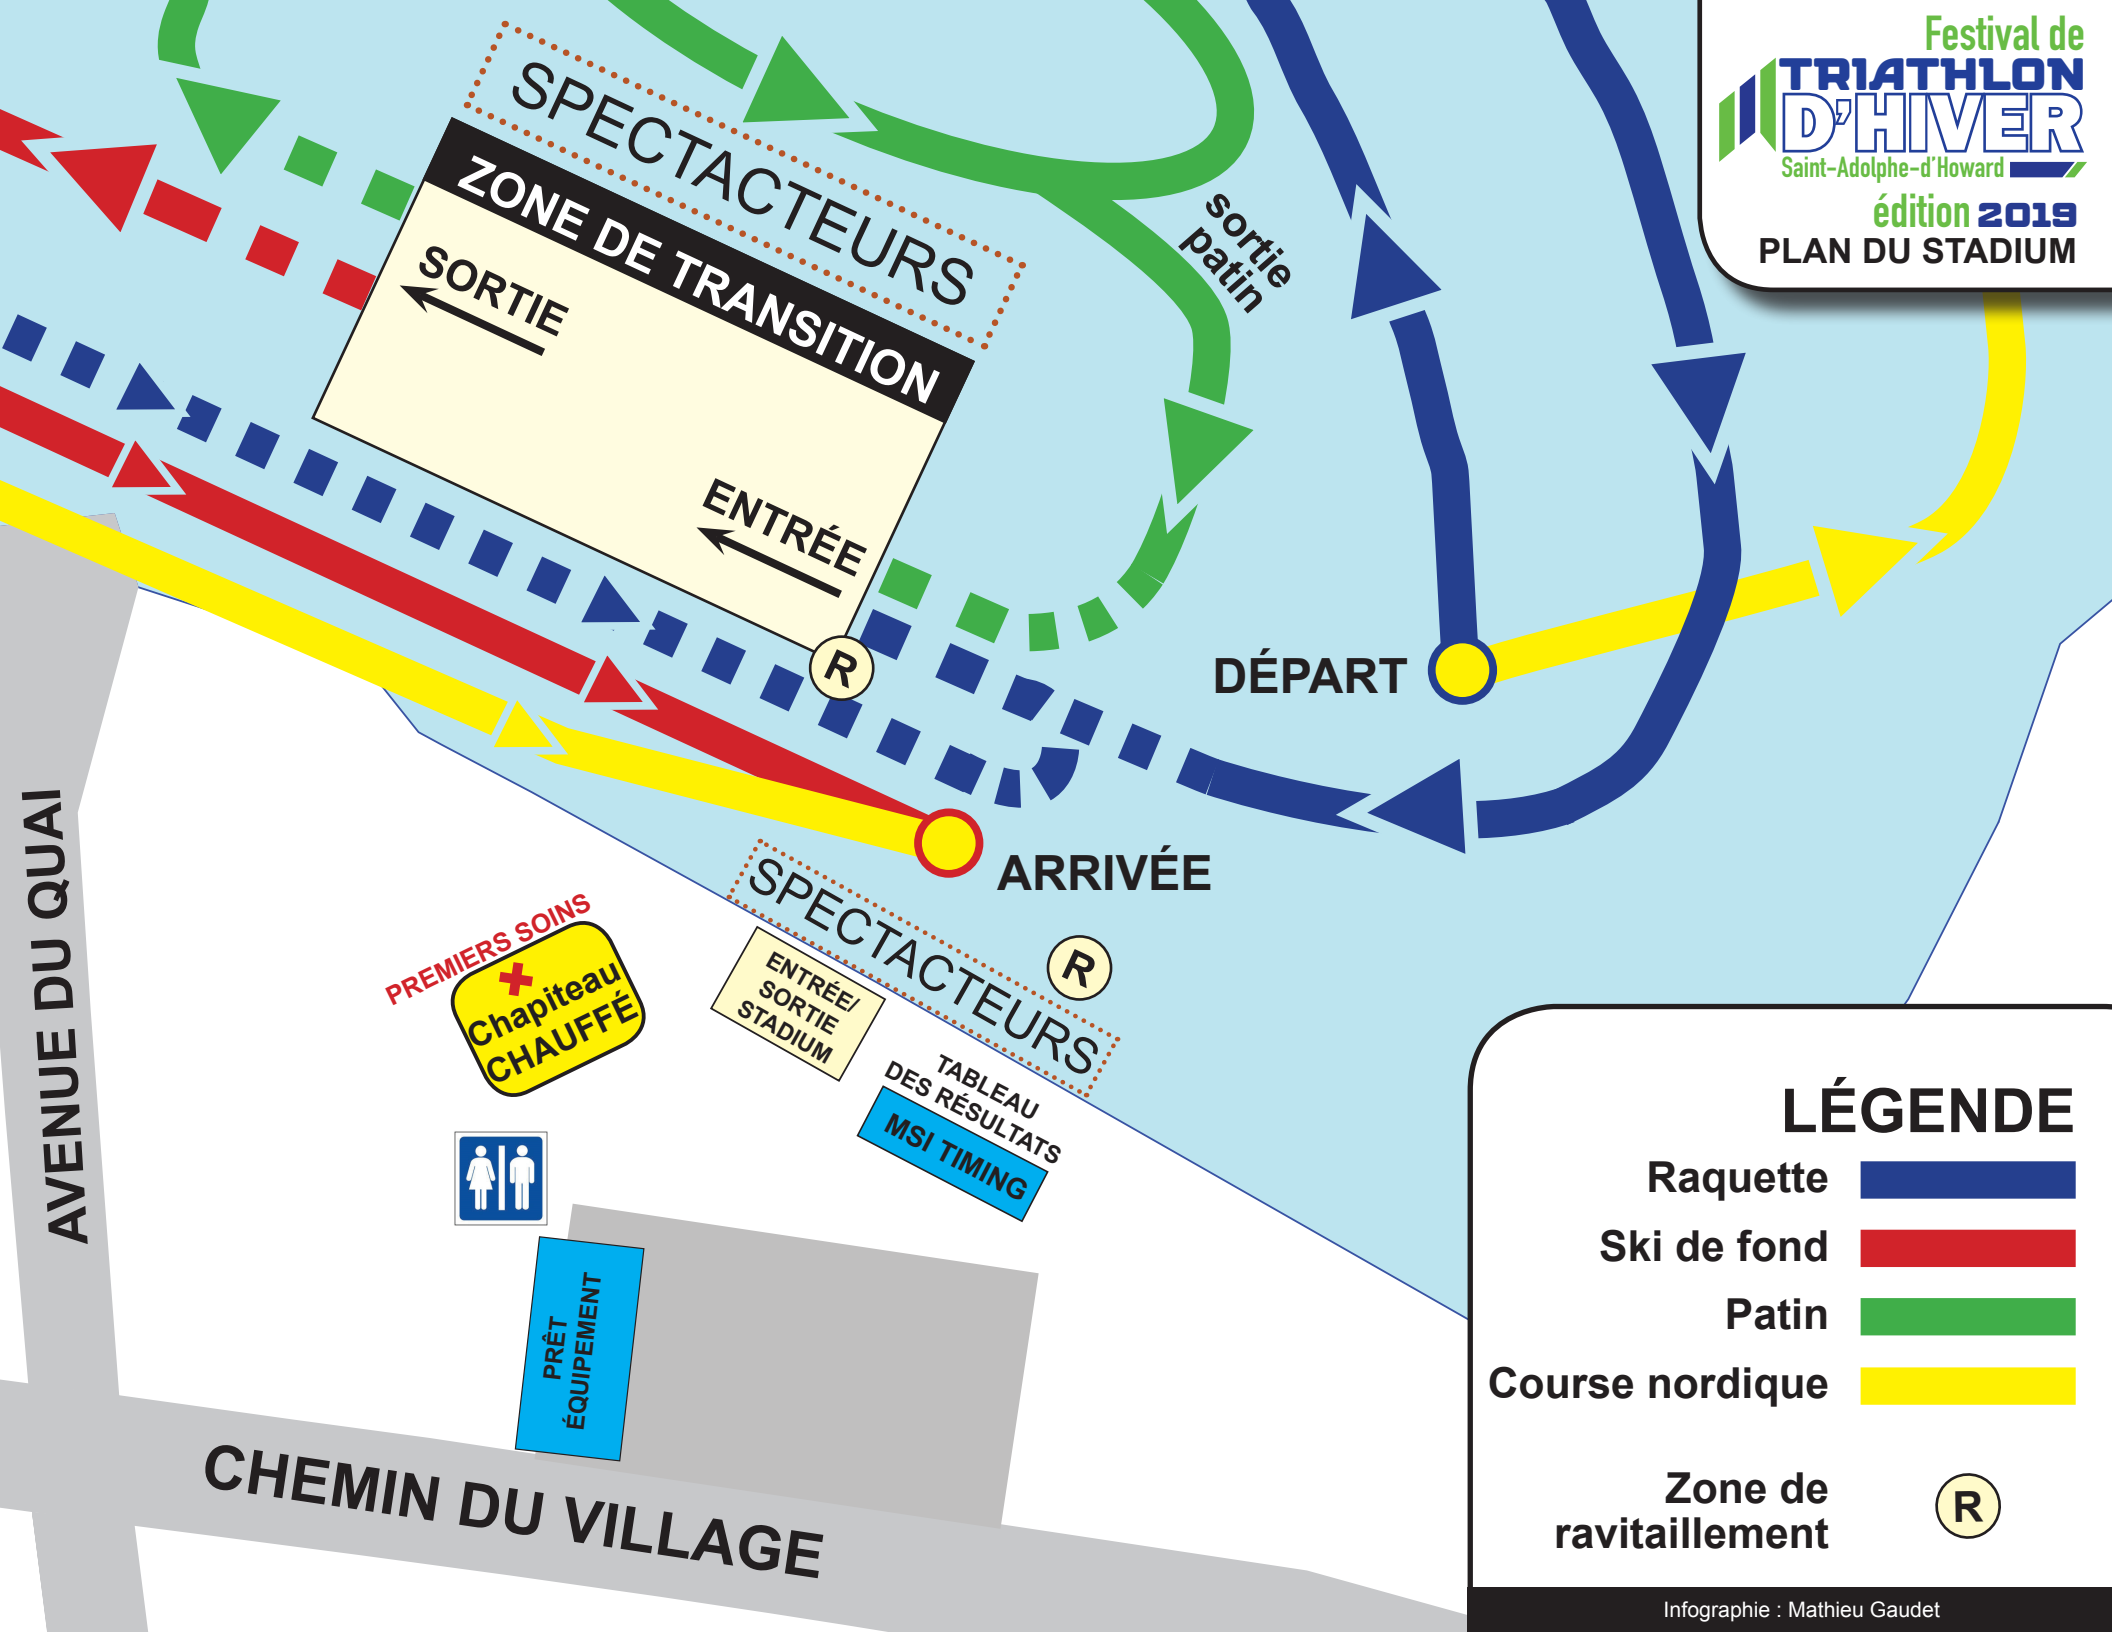 Festival de
TRIATHLON
D'HIVER
Saint-Adolphe-d'Howard
édition 2019
PLAN DU STADIUM
SPECTACTEURS
ZONE DE TRANSITION
SORTIE
ENTRÉE
sortie
patin
R
DÉPART
ARRIVÉE
SPECTACTEURS
R
AVENUE DU QUAI
PREMIERS SOINS
Chapiteau
CHAUFFÉ
ENTRÉE/
SORTIE
STADIUM
TABLEAU
DES RÉSULTATS
MSI TIMING
PRÊT
ÉQUIPEMENT
CHEMIN DU VILLAGE
LÉGENDE
Raquette
Ski de fond
Patin
Course nordique
Zone de
ravitaillement
R
Infographie : Mathieu Gaudet